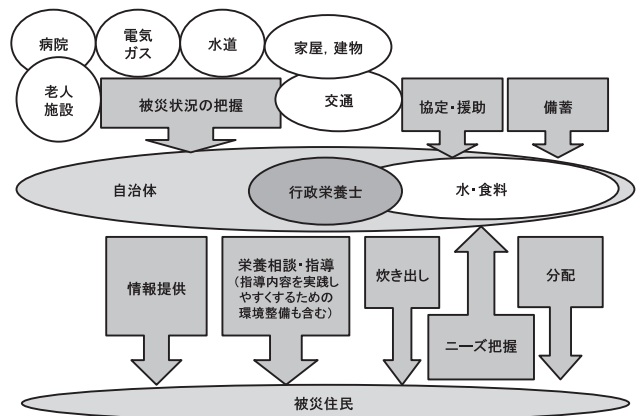 病院
電気
ガス
水道
家屋，建物
老人
施設
被災状況の把握
交通
協定・援助
備蓄
自治体
行政栄養士
水・食料
情報提供
栄養相談・指導
（指導内容を実践し
やすくするための
環境整備も含む）
炊き出し
ニーズ把握
分配
被災住民